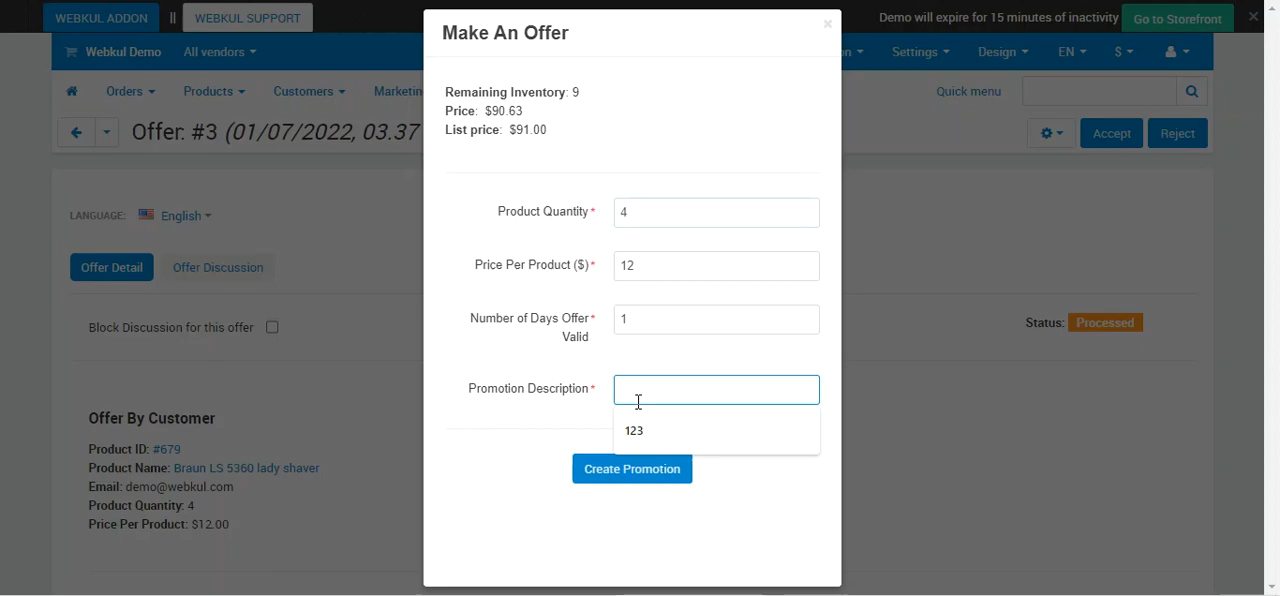 WEBKUL ADDON || WEBKUL SUPPORT Demo will expire for 15 minutes of inactivity Go to Storefront ×
Webkul Demo All vendors Settings Design EN $
Orders Products Customers Marketin Quick menu
Offer: #3 (01/07/2022, 03.37 Accept Reject
LANGUAGE: English
Offer Detail Offer Discussion
Block Discussion for this offer Status: Processed
Offer By Customer
Product ID: #679
Product Name: Braun LS 5360 lady shaver
Email: demo@webkul.com
Product Quantity: 4
Price Per Product: $12.00
Make An Offer ×
Remaining Inventory: 9
Price: $90.63
List price: $91.00
Product Quantity* 4
Price Per Product ($)* 12
Number of Days Offer* 1
Valid
Promotion Description*
123
Create Promotion